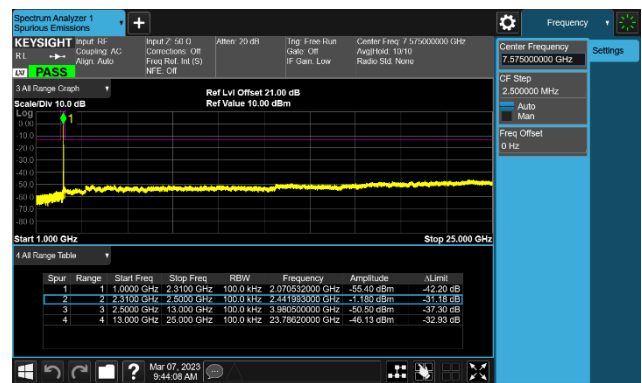 Spectrum Analyzer 1
Spurious Emissions
Frequency
KEYSIGHT Input: RF Input Z: 50 Ω Atten: 20 dB Trig: Free Run Center Freq: 7.575000000 GHz
RL Coupling: AC Corrections: Off Gate: Off Avg|Hold: 10/10
Align: Auto Freq Ref: Int (S) IF Gain: Low Radio Std: None
LW PASS NFE: Off
Center Frequency
7.575000000 GHz
Settings
CF Step
2.500000 MHz
Auto
Man
Freq Offset
0 Hz
3 All Range Graph
Ref Lvl Offset 21.00 dB
Scale/Div 10.0 dB Ref Value 10.00 dBm
Log
1
0.00
-10.0
-20.0
-30.0
-40.0
-50.0
-60.0
-70.0
-80.0
Start 1.000 GHz Stop 25.000 GHz
4 All Range Table
Spur Range Start Freq Stop Freq RBW Frequency Amplitude ΔLimit
1 1 1.0000 GHz 2.3100 GHz 100.0 kHz 2.070532000 GHz -55.40 dBm -42.20 dB
2 2 2.3100 GHz 2.5000 GHz 100.0 kHz 2.441993000 GHz -1.180 dBm -31.18 dB
3 3 2.5000 GHz 13.000 GHz 100.0 kHz 3.980500000 GHz -50.50 dBm -37.30 dB
4 4 13.000 GHz 25.000 GHz 100.0 kHz 23.78620000 GHz -46.13 dBm -32.93 dB
Mar 07, 2023
9:44:08 AM